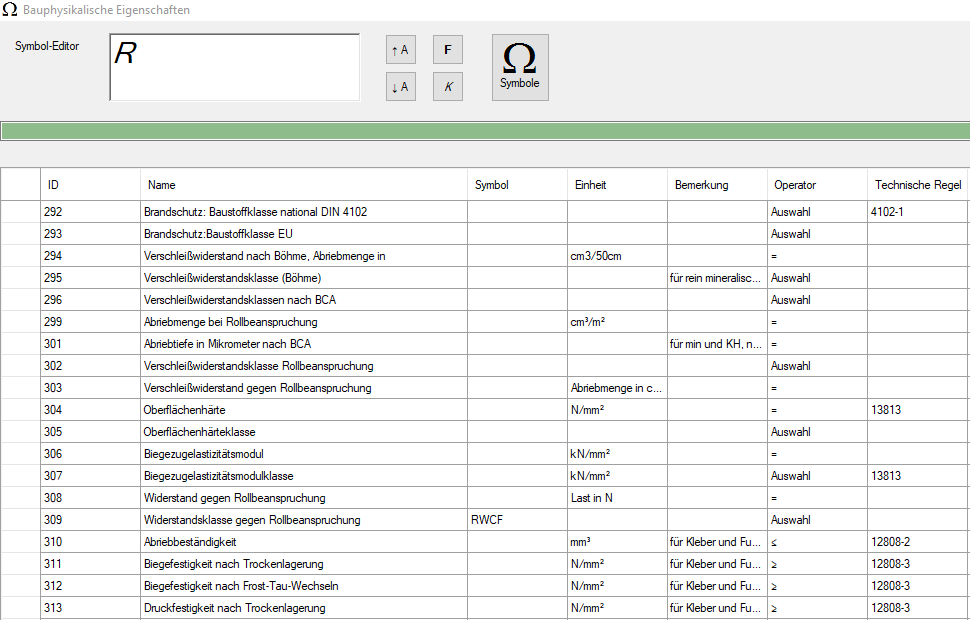 Ω Bauphysikalische Eigenschaften
Symbol-Editor R ↑ A F Ω
↓ A K Symbole
ID Name Symbol Einheit Bemerkung Operator Technische Regel
292 Brandschutz: Baustoffklasse national DIN 4102 Auswahl 4102-1
293 Brandschutz:Baustoffklasse EU Auswahl
294 Verschleißwiderstand nach Böhme, Abriebmenge in cm3/50cm =
295 Verschleißwiderstandsklasse (Böhme) für rein mineralisc... Auswahl
296 Verschleißwiderstandsklassen nach BCA Auswahl
299 Abriebmenge bei Rollbeanspruchung cm³/m² =
301 Abriebtiefe in Mikrometer nach BCA für min und KH, n... =
302 Verschleißwiderstandsklasse Rollbeanspruchung Auswahl
303 Verschleißwiderstand gegen Rollbeanspruchung Abriebmenge in c... =
304 Oberflächenhärte N/mm² = 13813
305 Oberflächenhärteklasse Auswahl
306 Biegezugelastizitätsmodul kN/mm² =
307 Biegezugelastizitätsmodulklasse kN/mm² Auswahl 13813
308 Widerstand gegen Rollbeanspruchung Last in N =
309 Widerstandsklasse gegen Rollbeanspruchung RWCF Auswahl
310 Abriebbeständigkeit mm³ für Kleber und Fu... ≤ 12808-2
311 Biegefestigkeit nach Trockenlagerung N/mm² für Kleber und Fu... ≥ 12808-3
312 Biegefestigkeit nach Frost-Tau-Wechseln N/mm² für Kleber und Fu... ≥ 12808-3
313 Druckfestigkeit nach Trockenlagerung N/mm² für Kleber und Fu... ≥ 12808-3